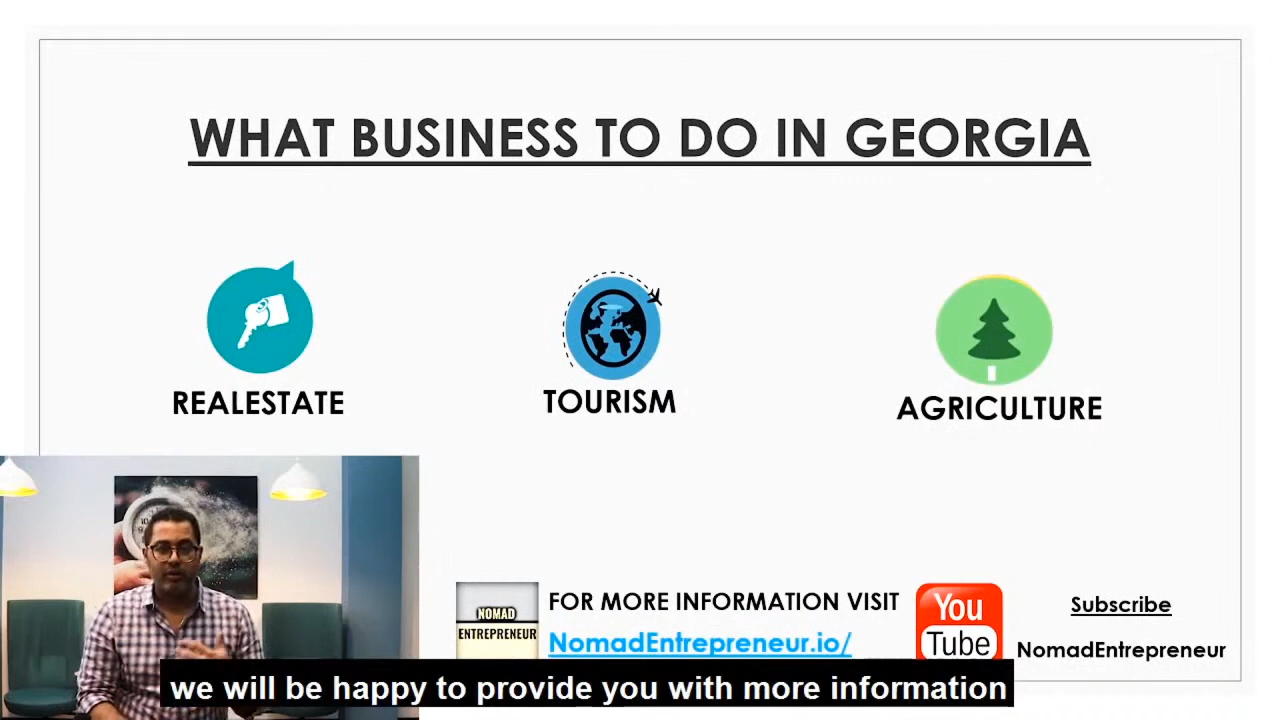 WHAT BUSINESS TO DO IN GEORGIA
REALESTATE
TOURISM
AGRICULTURE
NOMAD
ENTREPRENEUR
FOR MORE INFORMATION VISIT
NomadEntrepreneur.io/
You
Tube
Subscribe
NomadEntrepreneur
we will be happy to provide you with more information